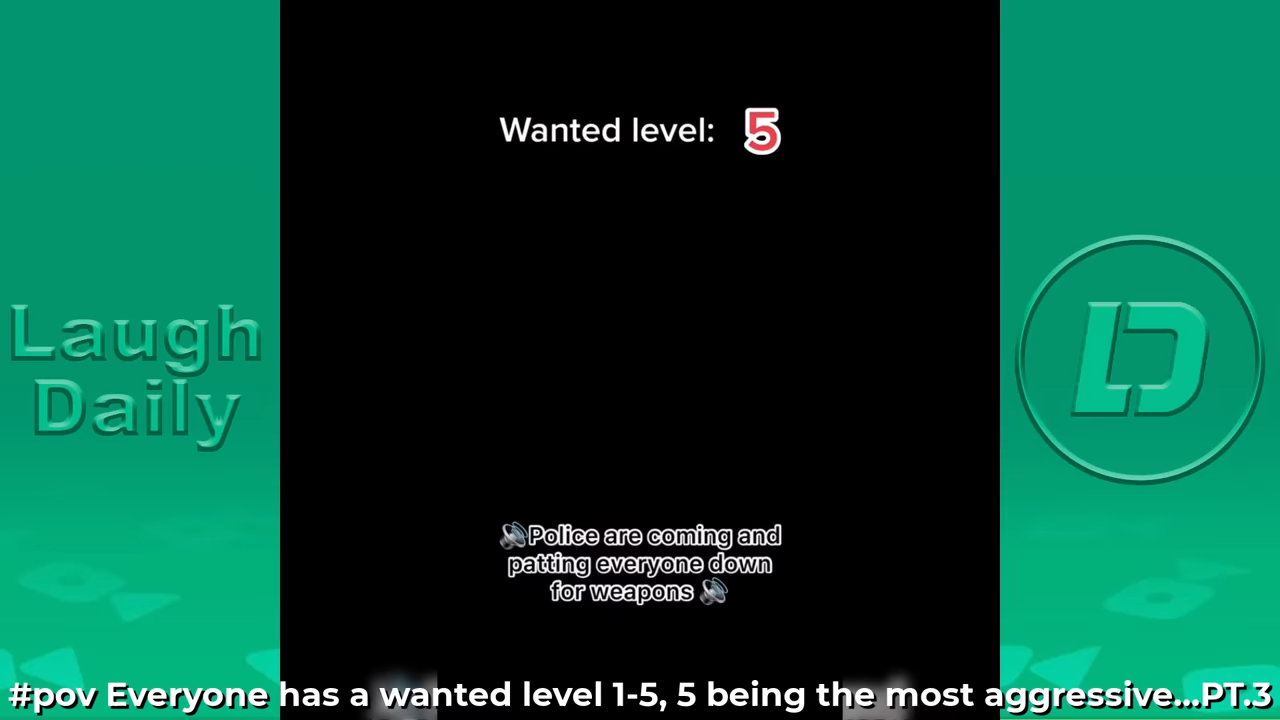 Wanted level: 5
Laugh
Daily
LD
🔊Police are coming and
patting everyone down
for weapons 🔊
#pov Everyone has a wanted level 1-5, 5 being the most aggressive...PT.3